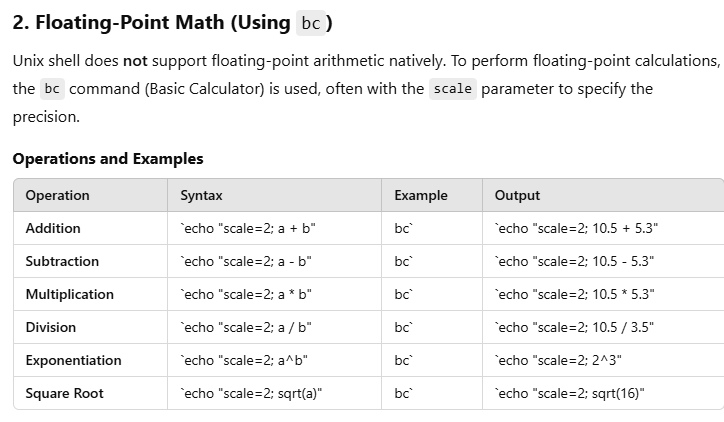 2. Floating-Point Math (Using bc)
Unix shell does not support floating-point arithmetic natively. To perform floating-point calculations,
the bc command (Basic Calculator) is used, often with the scale parameter to specify the
precision.
Operations and Examples
Operation Syntax Example Output
Addition `echo "scale=2; a + b" bc` `echo "scale=2; 10.5 + 5.3"
Subtraction `echo "scale=2; a - b" bc` `echo "scale=2; 10.5 - 5.3"
Multiplication `echo "scale=2; a * b" bc` `echo "scale=2; 10.5 * 5.3"
Division `echo "scale=2; a / b" bc` `echo "scale=2; 10.5 / 3.5"
Exponentiation `echo "scale=2; a^b" bc` `echo "scale=2; 2^3"
Square Root `echo "scale=2; sqrt(a)" bc` `echo "scale=2; sqrt(16)"